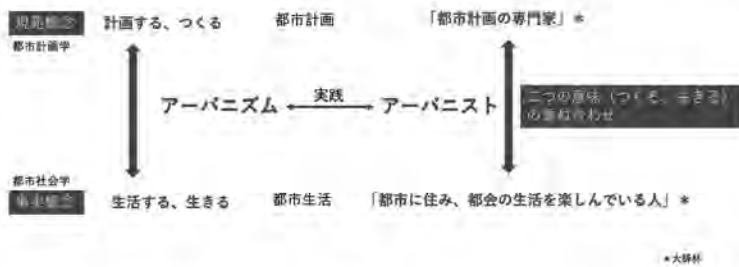 規範概念 計画する、つくる 都市計画 「都市計画の専門家」*
都市計画学
アーバニズム 実践 アーバニスト
二つの意味(つくる、生きる)
の重ね合わせ
都市社会学
生活する、生きる 都市生活 「都市に住み、都会の生活を楽しんでいる人」*
*大辞林